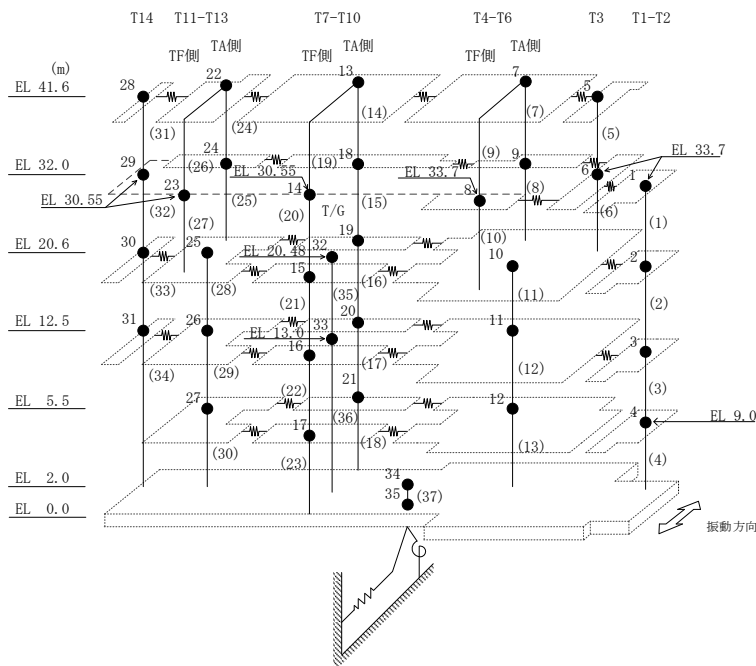 T14 T11-T13 T7-T10 T4-T6 T3 T1-T2
TF側 TA側 TF側 TA側 TF側 TA側
(m)
EL 41.6 28 22 13 7 5
(31) (24) (14) (7) (5)
EL 32.0 29 24 (26) (19) 18 (9) 9 6 EL 33.7
EL 30.55 EL 33.7 1
EL 30.55 (32) 23 (25) 14 (15) 8 (8) (6)
(27) (20) T/G (1)
EL 20.6 30 25 32 19 (10) 10 2
EL 20.48
(33) (28) 15 (35) (16) (11) (2)
(21)
EL 12.5 31 26 33 20 11 3
EL 13.0
(34) (29) 16 (17) (12) (3)
EL 5.5 27 (22) 21 12 4 EL 9.0
(36)
(30) 17 (18) (13) (4)
(23)
EL 2.0 34
EL 0.0 35 (37)
振動方向